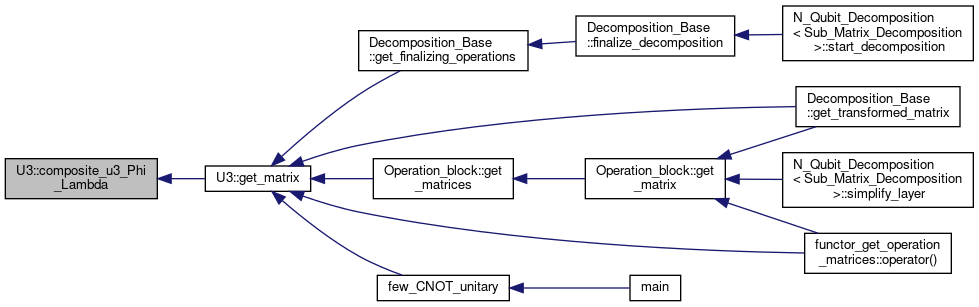 U3::composite_u3_Phi
_Lambda
U3::get_matrix
Decomposition_Base
::get_finalizing_operations
Decomposition_Base
::finalize_decomposition
N_Qubit_Decomposition
< Sub_Matrix_Decomposition
>::start_decomposition
Decomposition_Base
::get_transformed_matrix
Operation_block::get
_matrices
Operation_block::get
_matrix
N_Qubit_Decomposition
< Sub_Matrix_Decomposition
>::simplify_layer
functor_get_operation
_matrices::operator()
few_CNOT_unitary
main